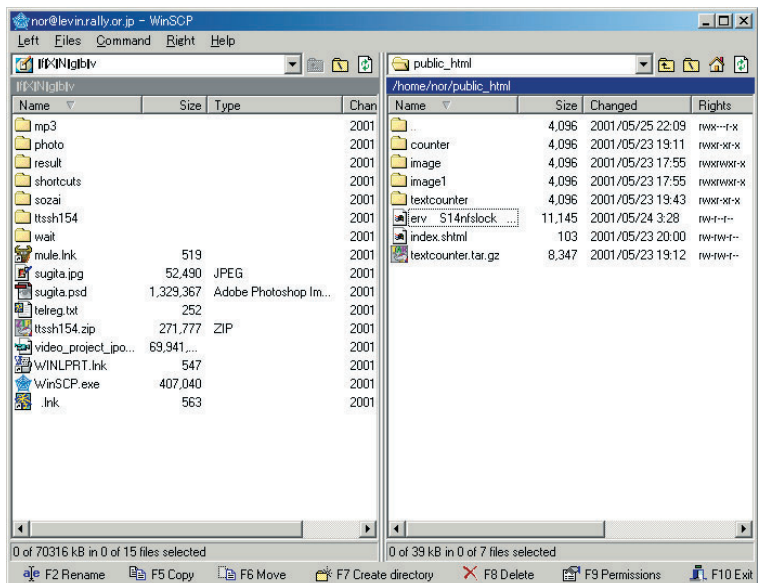 nor@levin.rally.or.jp - WinSCP
Left Files Command Right Help
public_html
/home/nor/public_html
Name Size Type Chan
mp3 2001
photo 2001
result 2001
shortcuts 2001
sozai 2001
ttssh154 2001
wait 2001
mule.lnk 519 2001
sugita.jpg 52,490 JPEG 2001
sugita.psd 1,329,367 Adobe Photoshop Im... 2001
telreg.txt 252 2001
ttssh154.zip 271,777 ZIP 2001
video_project_jpo... 69,941,... 2001
WINLPRT.lnk 547 2001
WinSCP.exe 407,040 2001
.lnk 563 2001
0 of 70316 kB in 0 of 15 files selected
Name Size Changed Rights
.. 4,096 2001/05/25 22:09 rwx---r-x
counter 4,096 2001/05/23 19:11 rwxr-xr-x
image 4,096 2001/05/23 17:55 rwxrwxr-x
image1 4,096 2001/05/23 17:55 rwxrwxr-x
textcounter 4,096 2001/05/23 19:43 rwxr-xr-x
erv S14nfslock ... 11,145 2001/05/24 3:28 rw-r--r--
index.shtml 103 2001/05/23 20:00 rw-rw-r--
textcounter.tar.gz 8,347 2001/05/23 19:12 rw-rw-r--
0 of 39 kB in 0 of 7 files selected
F2 Rename F5 Copy F6 Move F7 Create directory F8 Delete F9 Permissions F10 Exit